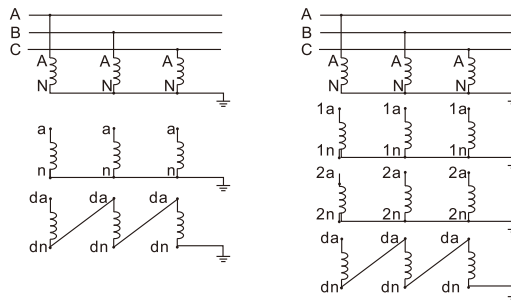 A
B
C
A A A
N N N
a a a
n n n
da da da
dn dn dn
A
B
C
A A A
N N N
1a 1a 1a
1n 1n 1n
2a 2a 2a
2n 2n 2n
da da da
dn dn dn